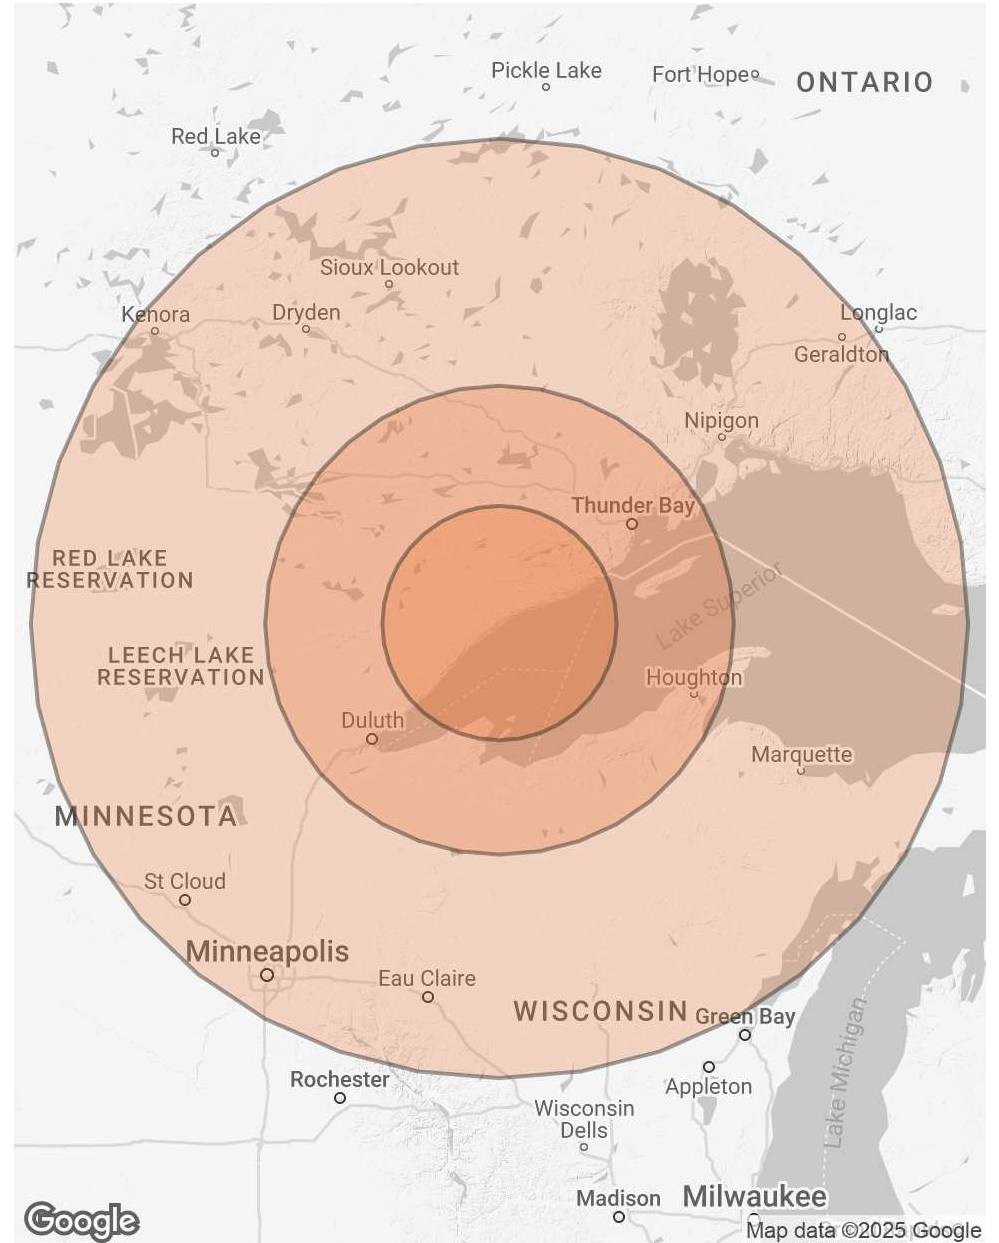 Pickle Lake
Fort Hope
ONTARIO
Red Lake
Sioux Lookout
Kenora
Dryden
Longlac
Geraldton
Nipigon
Thunder Bay
RED LAKE
RESERVATION
Lake Superior
LEECH LAKE
RESERVATION
Houghton
Duluth
Marquette
MINNESOTA
St Cloud
Minneapolis
Eau Claire
WISCONSIN
Green Bay
Lake Michigan
Rochester
Appleton
Wisconsin
Dells
Madison
Milwaukee
Google
Map data ©2025 Google